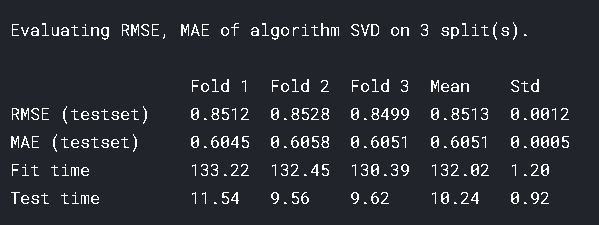 Evaluating RMSE, MAE of algorithm SVD on 3 split(s).
Fold 1 Fold 2 Fold 3 Mean Std
RMSE (testset) 0.8512 0.8528 0.8499 0.8513 0.0012
MAE (testset) 0.6045 0.6058 0.6051 0.6051 0.0005
Fit time 133.22 132.45 130.39 132.02 1.20
Test time 11.54 9.56 9.62 10.24 0.92